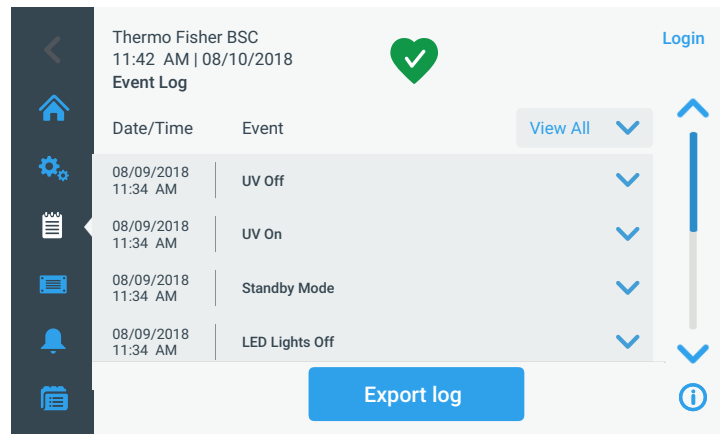 Thermo Fisher BSC
11:42 AM | 08/10/2018
Event Log
Login
Date/Time Event View All
08/09/2018
11:34 AM
UV Off
08/09/2018
11:34 AM
UV On
08/09/2018
11:34 AM
Standby Mode
08/09/2018
11:34 AM
LED Lights Off
Export log